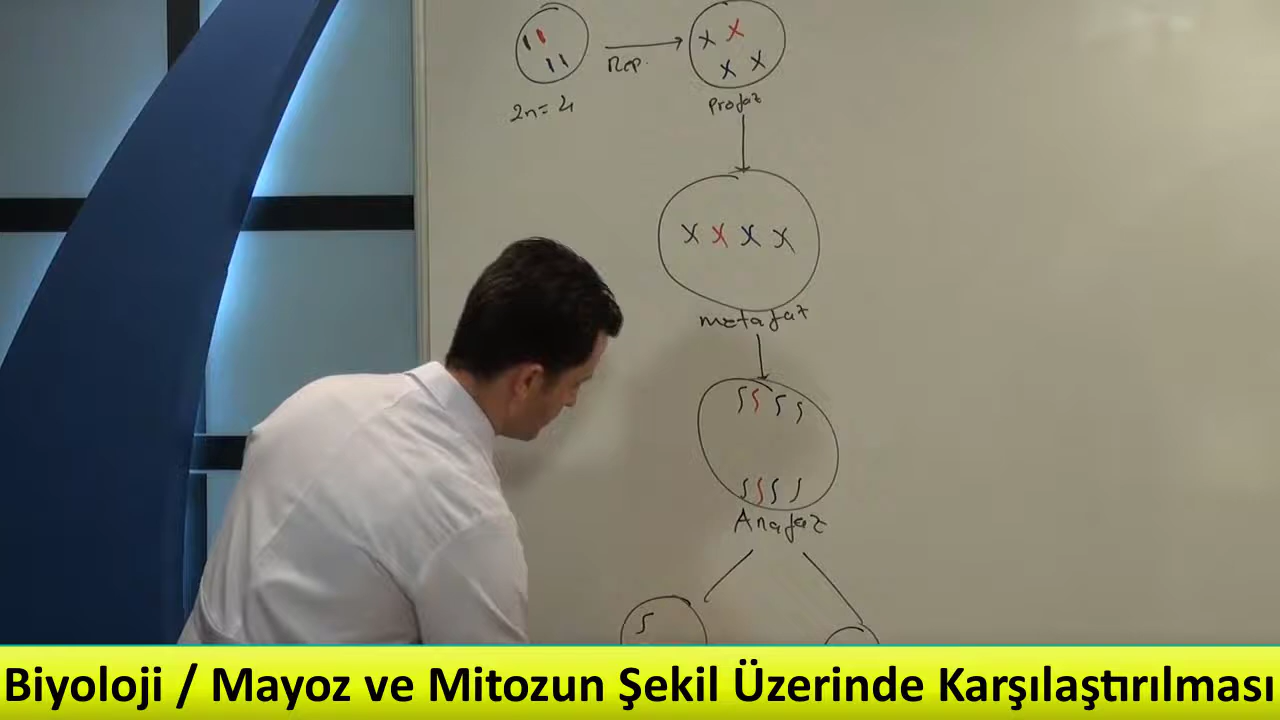 Rep.
2n=4
Profaz
metafaz
Anafaz
Biyoloji / Mayoz ve Mitozun Şekil Üzerinde Karşılaştırılması